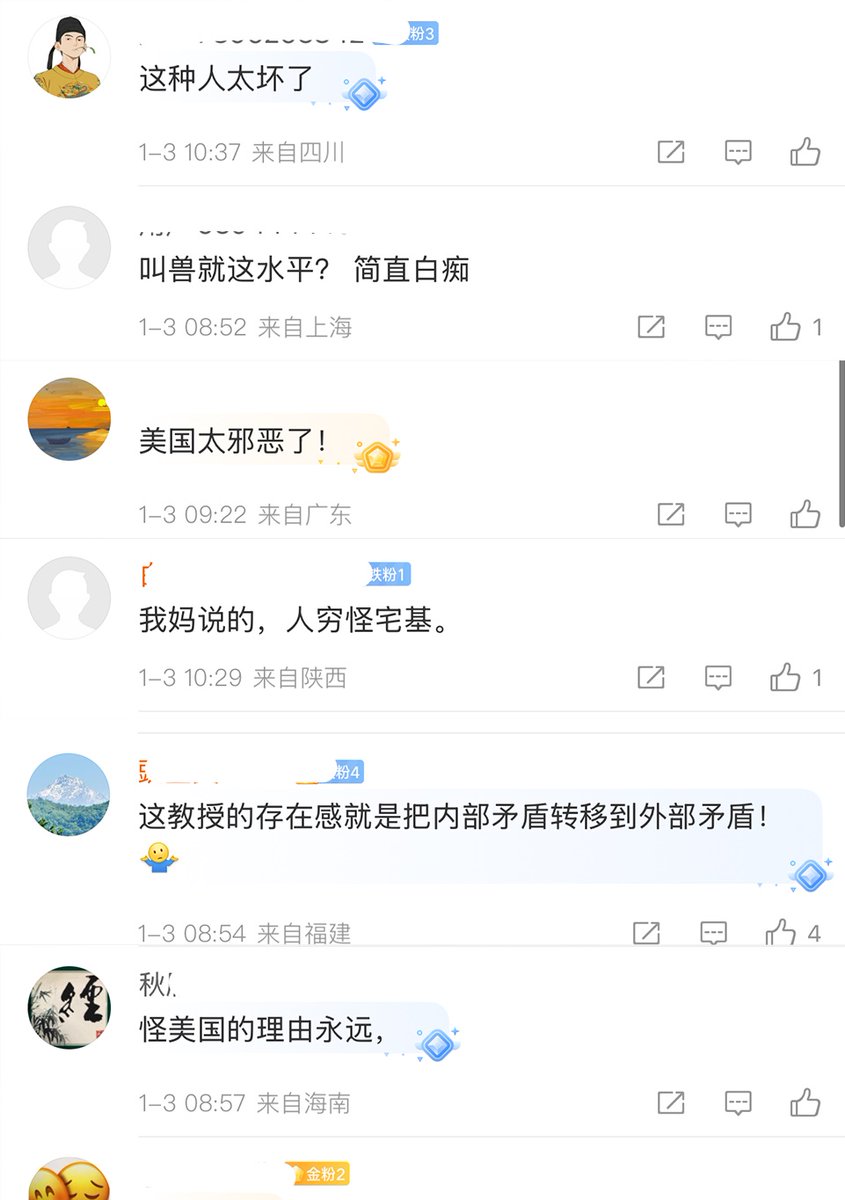 粉3
这种人太坏了
1-3 10:37 来自四川
叫兽就这水平? 简直白痴
1-3 08:52 来自上海
1
美国太邪恶了!
1-3 09:22 来自广东
铁粉1
我妈说的，人穷怪宅基。
1-3 10:29 来自陕西
1
粉4
这教授的存在感就是把内部矛盾转移到外部矛盾!
1-3 08:54 来自福建
4
秋
怪美国的理由永远，
1-3 08:57 来自海南
金粉2